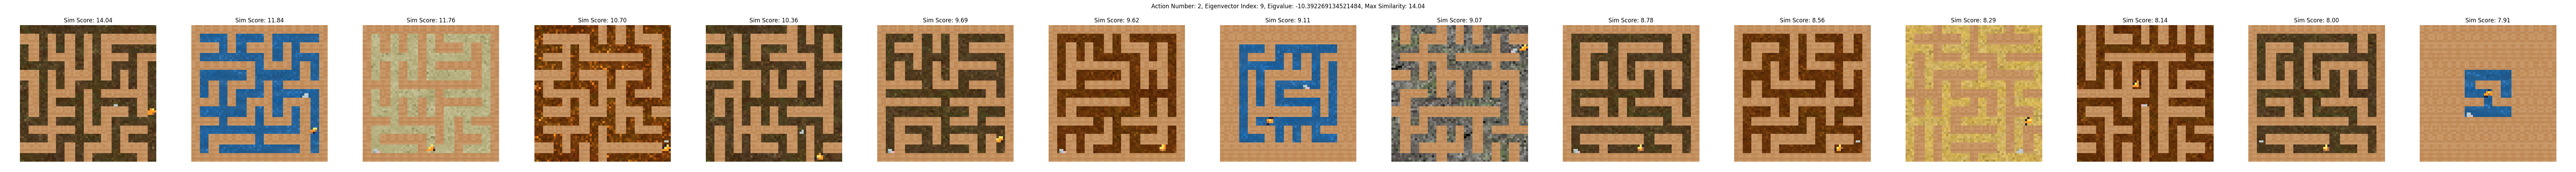 Action Number: 2, Eigenvector Index: 9, Eigvalue: -10.392269134521484, Max Similarity: 14.04
Sim Score: 14.04
Sim Score: 11.84
Sim Score: 11.76
Sim Score: 10.70
Sim Score: 10.36
Sim Score: 9.69
Sim Score: 9.62
Sim Score: 9.11
Sim Score: 9.07
Sim Score: 8.78
Sim Score: 8.56
Sim Score: 8.29
Sim Score: 8.14
Sim Score: 8.00
Sim Score: 7.91